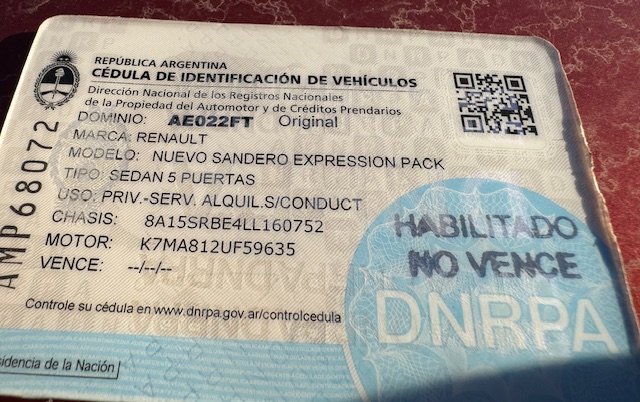 REPÚBLICA ARGENTINA
CÉDULA DE IDENTIFICACIÓN DE VEHÍCULOS
Dirección Nacional de los Registros Nacionales
de la Propiedad del Automotor y de Créditos Prendarios
DOMINIO: AE022FT Original
MARCA: RENAULT
MODELO: NUEVO SANDERO EXPRESSION PACK
TIPO: SEDAN 5 PUERTAS
USO: PRIV.-SERV. ALQUIL.S/CONDUCT
CHASIS: 8A15SRBE4LL160752
MOTOR: K7MA812UF59635
VENCE: --/--/--
HABILITADO
NO VENCE
DNRPA
Controle su cédula en www.dnrpa.gov.ar/controlcedula
sidencia de la Nación
AMP68072